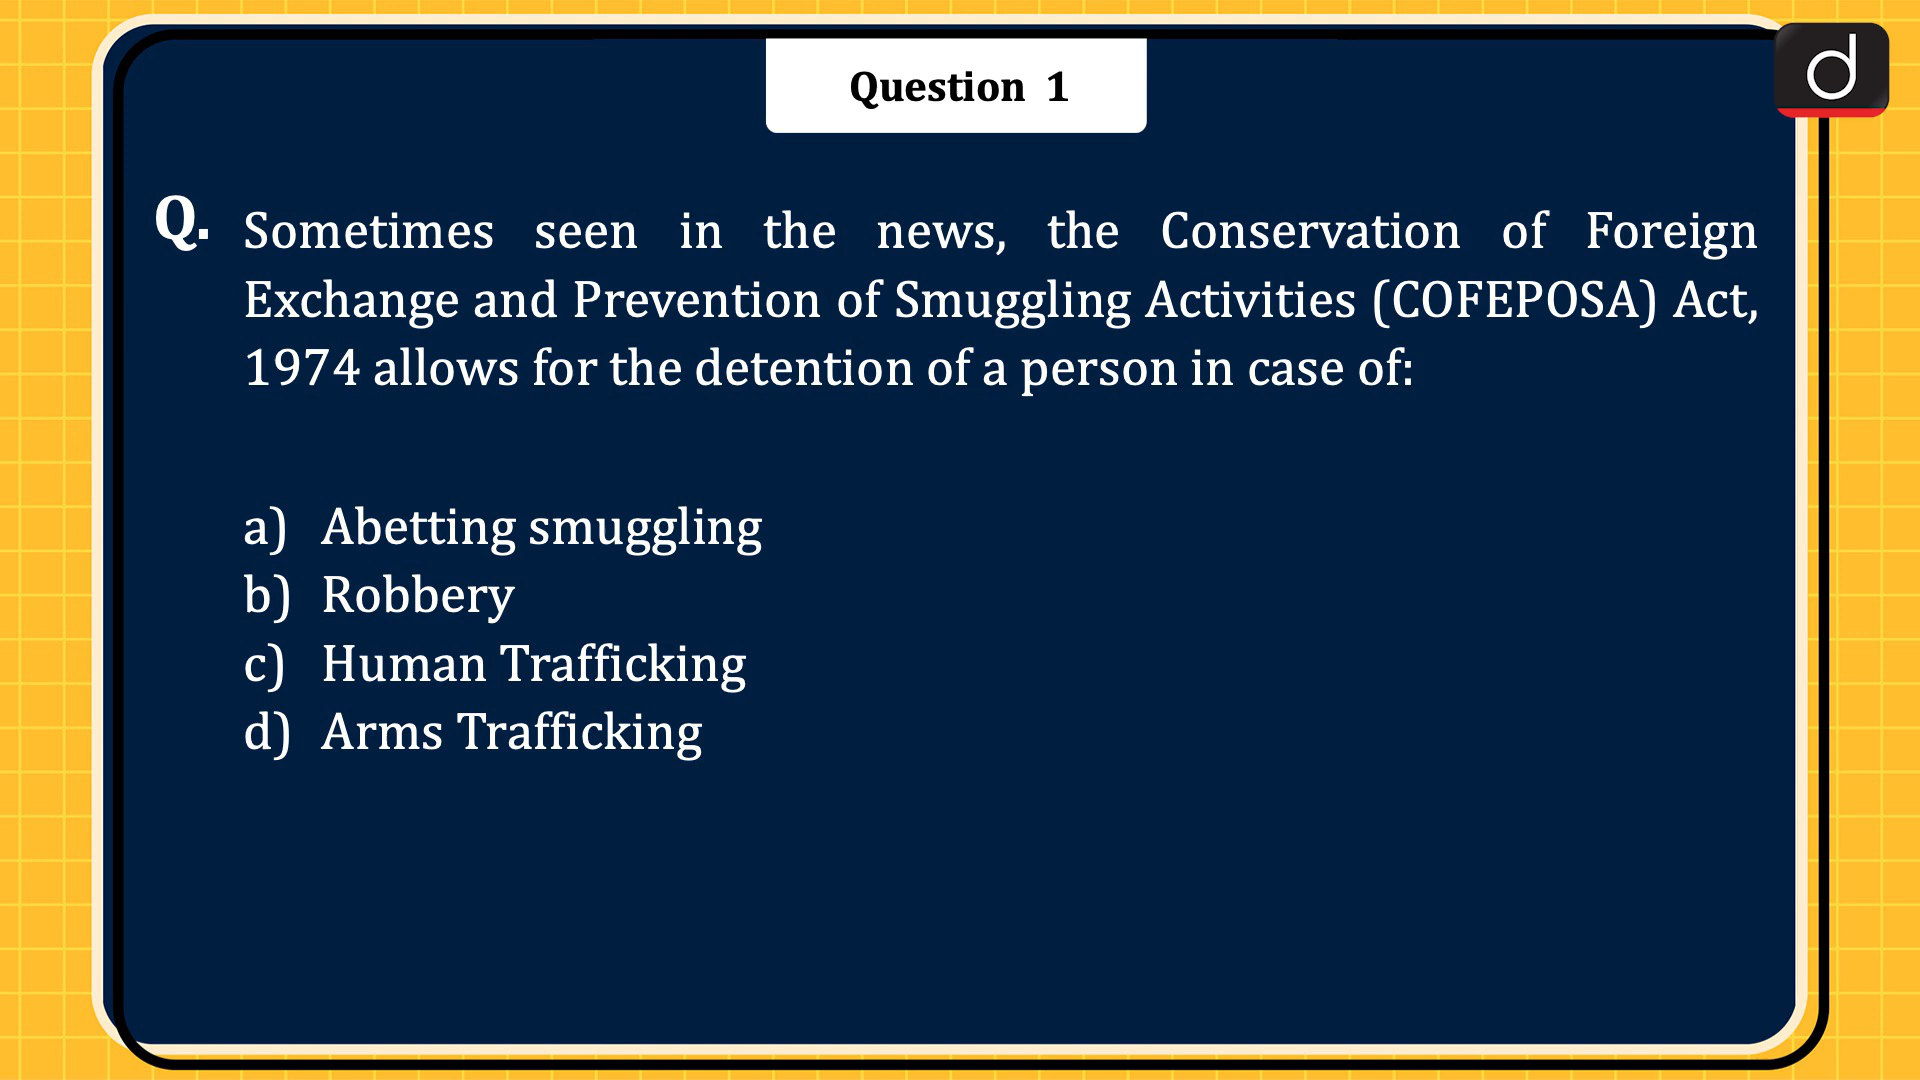 Question 1
Q. Sometimes seen in the news, the Conservation of Foreign
Exchange and Prevention of Smuggling Activities (COFEPOSA) Act,
1974 allows for the detention of a person in case of:
a) Abetting smuggling
b) Robbery
c) Human Trafficking
d) Arms Trafficking
d